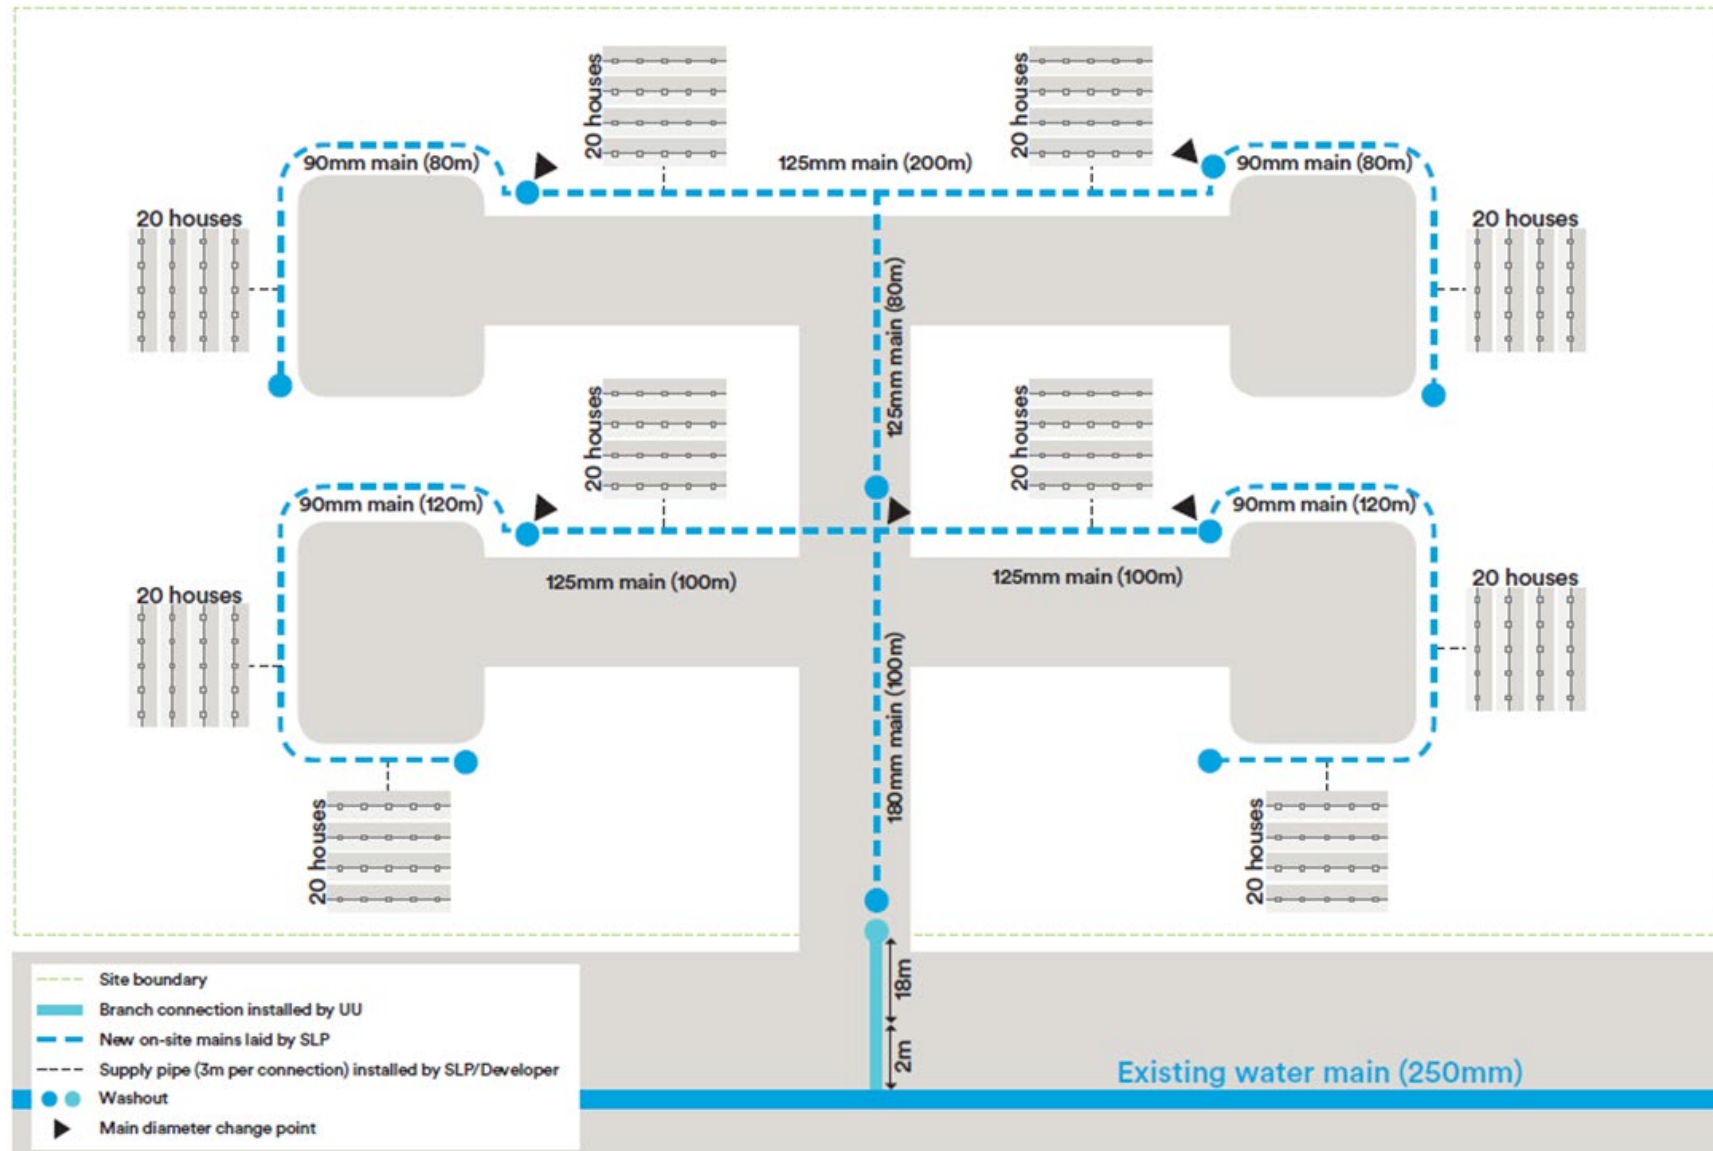 20 houses
20 houses
90mm main (80m)
125mm main (200m)
90mm main (80m)
20 houses
20 houses
125mm main (80m)
20 houses
20 houses
90mm main (120m)
90mm main (120m)
125mm main (100m)
125mm main (100m)
20 houses
20 houses
180mm main (100m)
20 houses
20 houses
18m
2m
Existing water main (250mm)
Site boundary
Branch connection installed by UU
New on-site mains laid by SLP
Supply pipe (3m per connection) installed by SLP/Developer
Washout
Main diameter change point